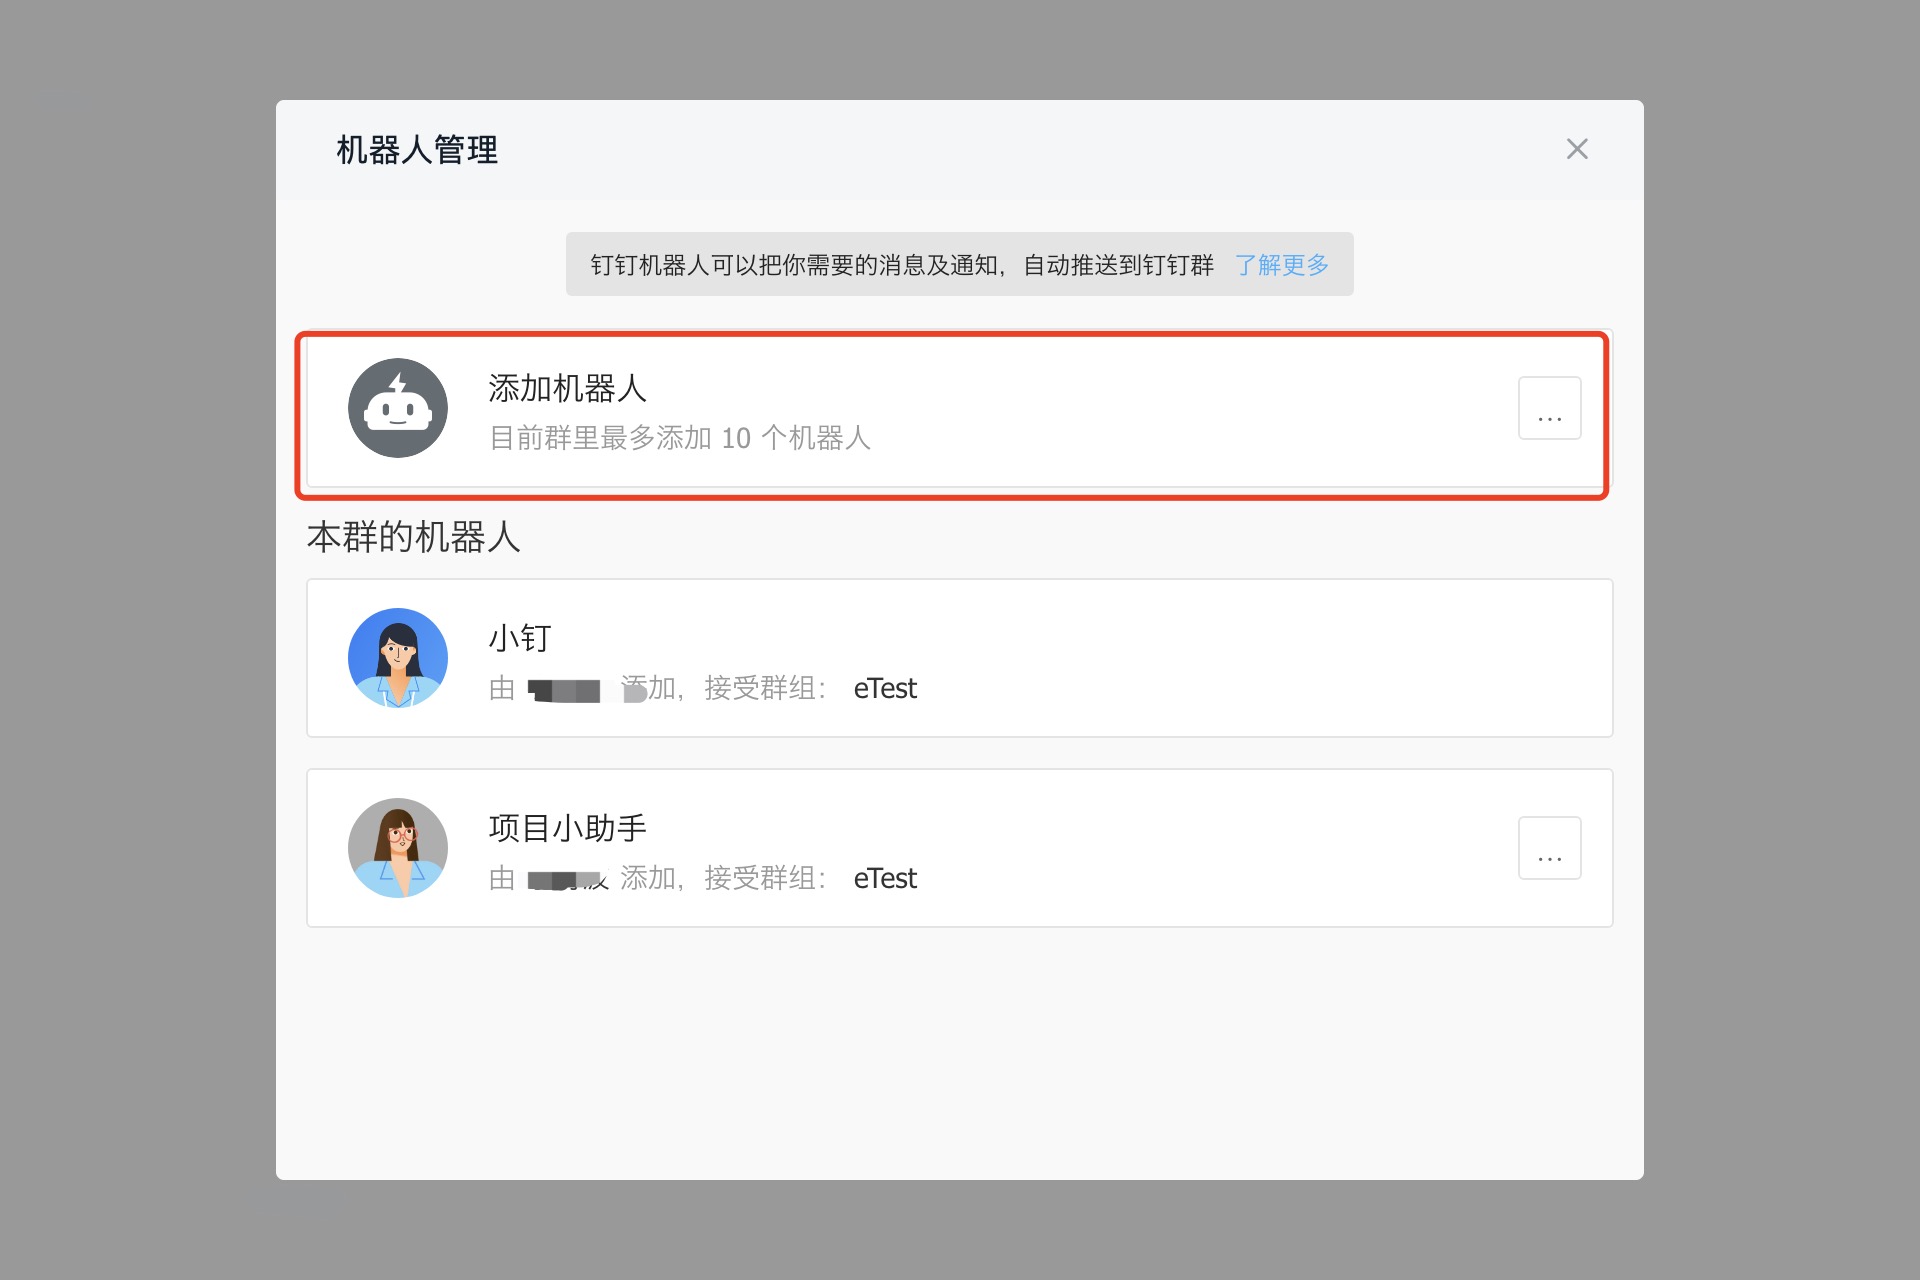 机器人管理
钉钉机器人可以把你需要的消息及通知，自动推送到钉钉群 了解更多
添加机器人
目前群里最多添加 10 个机器人
...
本群的机器人
小钉
由 添加，接受群组： eTest
项目小助手
由 添加，接受群组： eTest
...